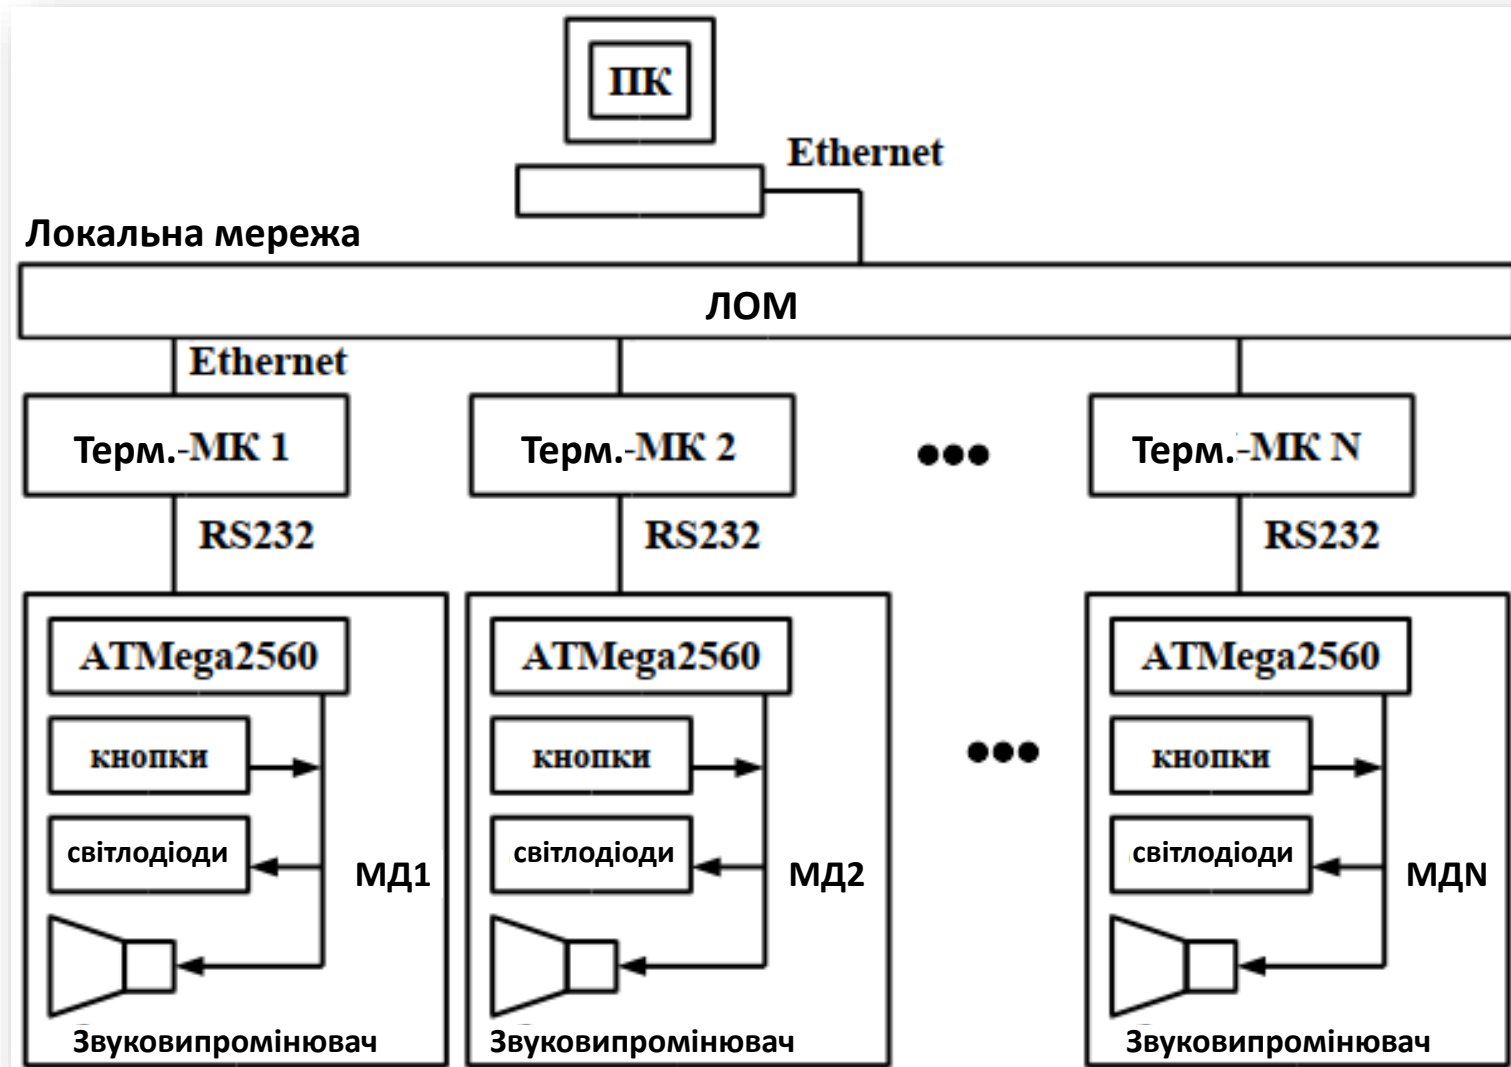 ПК
Ethernet
Локальна мережа
ЛОМ
Ethernet
Терм.-МК 1
Терм.-МК 2
Терм.-МК N
RS232
RS232
RS232
ATMega2560
кнопки
світлодіоди
МД1
Звуковипромінювач
ATMega2560
кнопки
світлодіоди
МД2
Звуковипромінювач
ATMega2560
кнопки
світлодіоди
МДN
Звуковипромінювач